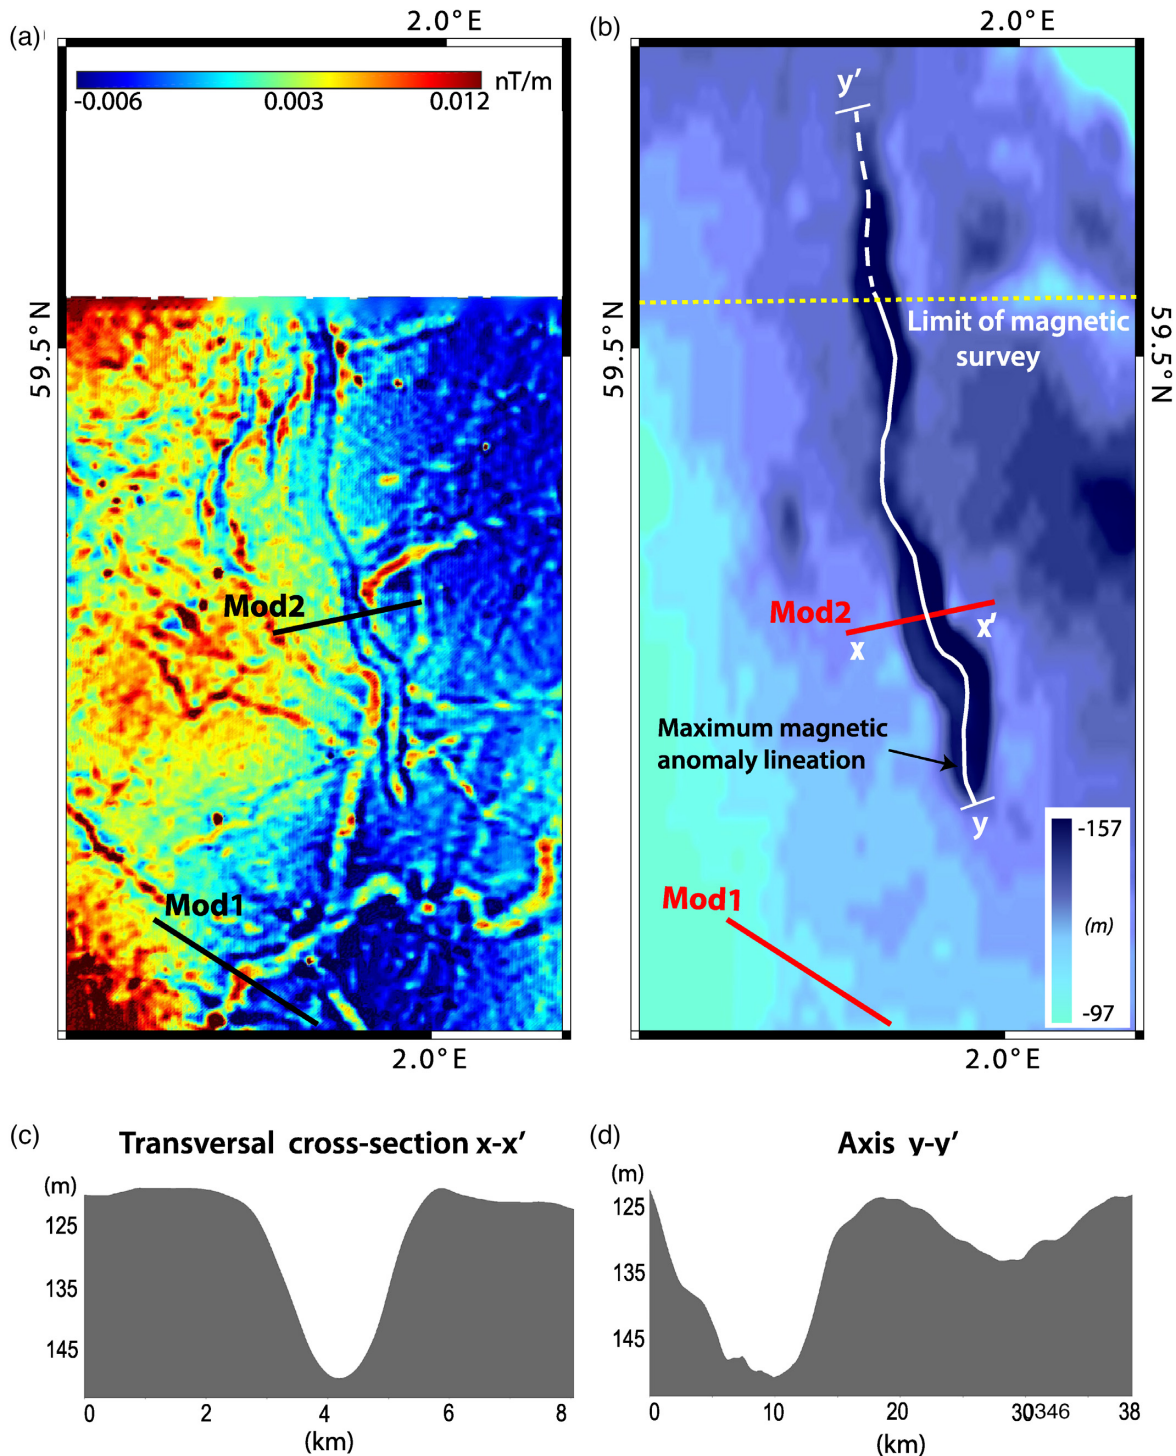 (a)
2.0°E
(b)
2.0°E
nT/m
-0.006 0.003 0.012
y'
59.5°N
59.5°N
Limit of magnetic
survey
59.5°N
Mod2
Mod2
x
x'
Maximum magnetic
anomaly lineation
y
-157
(m)
-97
Mod1
Mod1
2.0°E
2.0°E
(c)
Transversal cross-section x-x'
(m)
125
135
145
0 2 4 6 8
(km)
(d)
Axis y-y'
(m)
125
135
145
0 10 20 30346 38
(km)